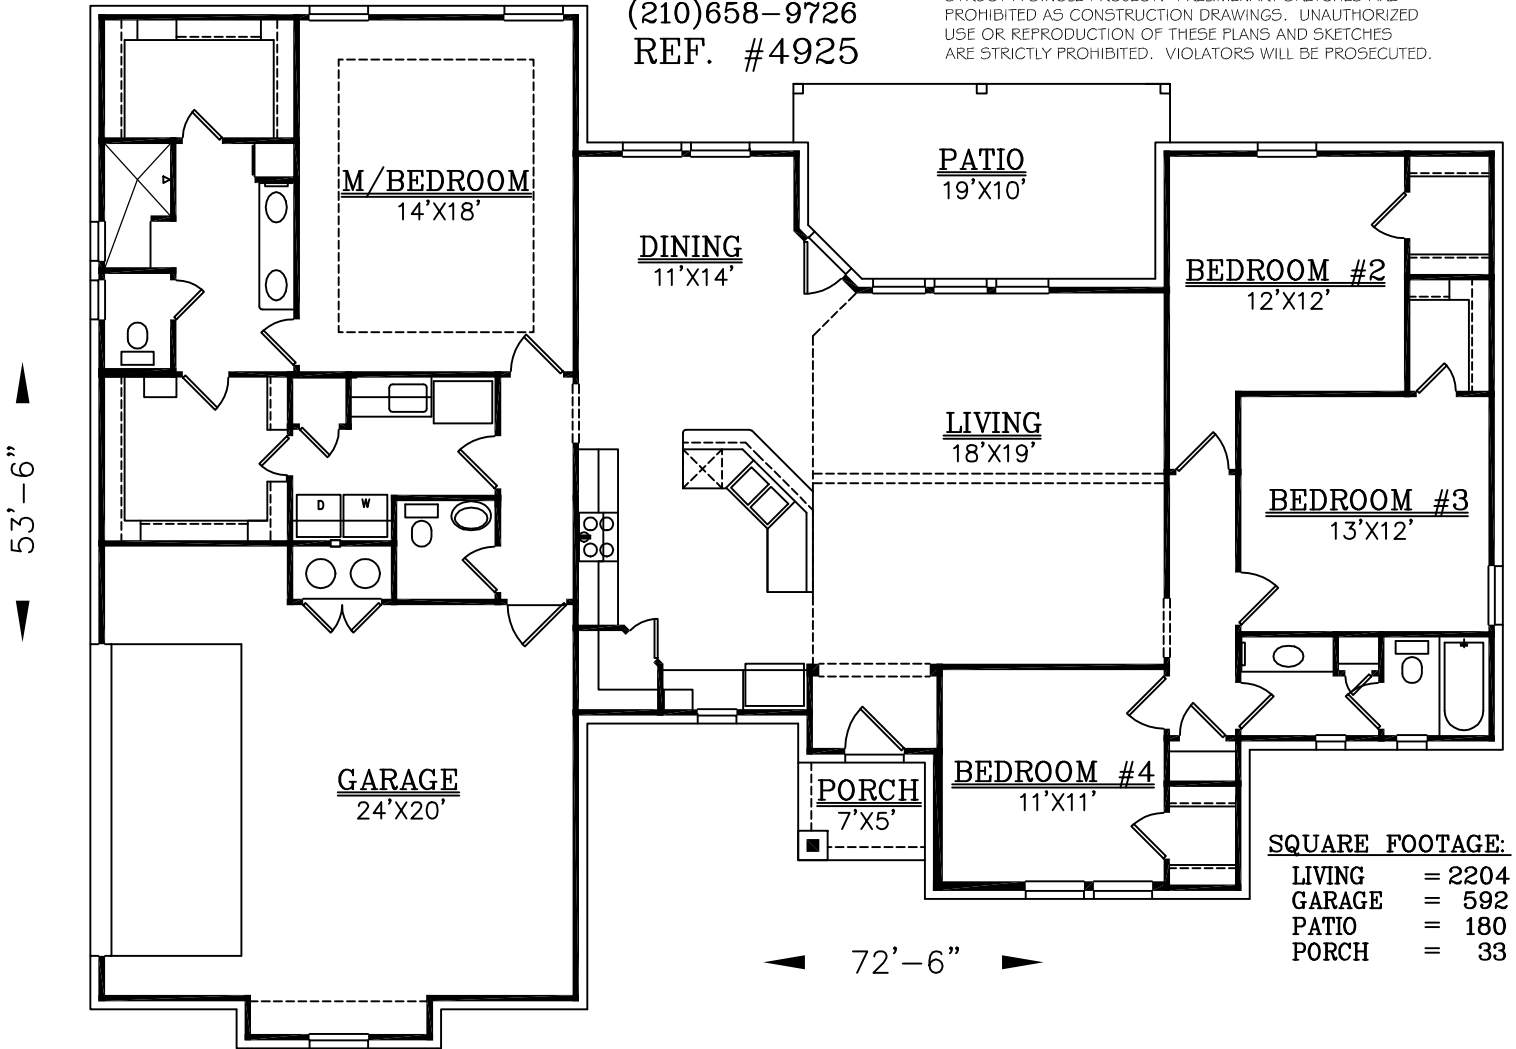 (210)658-9726
REF. #4925
PROHIBITED AS CONSTRUCTION DRAWINGS. UNAUTHORIZED
USE OR REPRODUCTION OF THESE PLANS AND SKETCHES
ARE STRICTLY PROHIBITED. VIOLATORS WILL BE PROSECUTED.
M/BEDROOM
14'X18'
PATIO
19'X10'
DINING
11'X14'
BEDROOM #2
12'X12'
LIVING
18'X19'
BEDROOM #3
13'X12'
D
W
53'-6"
GARAGE
24'X20'
PORCH
7'X5'
BEDROOM #4
11'X11'
72'-6"
SQUARE FOOTAGE:
LIVING = 2204
GARAGE = 592
PATIO = 180
PORCH = 33